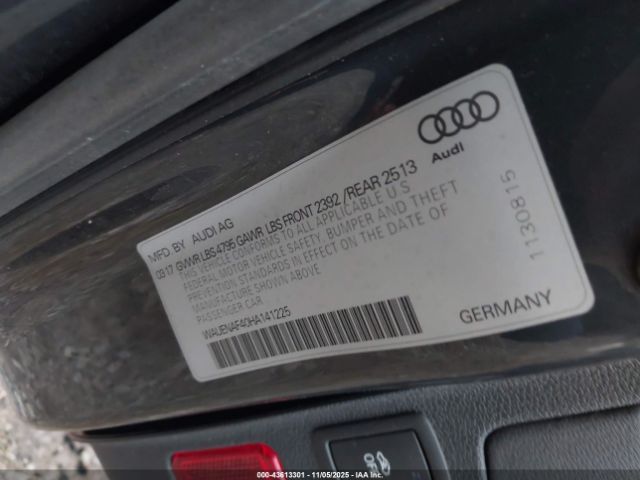 Audi
MFD. BY AUDI AG
03.17 GVWR LBS 4795 GAWR LBS FRONT 2392 /REAR 2513
THIS VEHICLE CONFORMS TO ALL APPLICABLE U S
FEDERAL MOTOR VEHICLE SAFETY, BUMPER AND THEFT
PREVENTION STANDARDS IN EFFECT ON THE DATE OF
MANUFACTURE SHOWN ABOVE.
PASSENGER CAR
WAUENAF40HA141225
GERMANY
1130815
000-43613301 - 11/05/2025 - IAAI.com